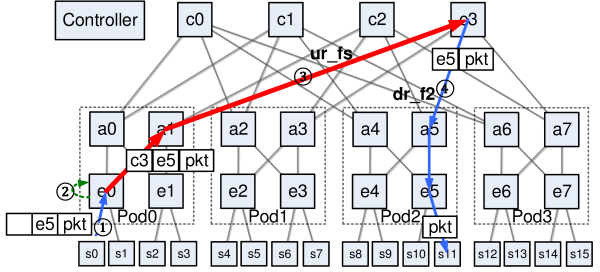 Controller c0 c1 c2 c3
ur_fs
e5 pkt
③
dr_f2 ④
a0 a1 a2 a3 a4 a5 a6 a7
c3 e5 pkt
② e0 e1 e2 e3 e4 e5 e6 e7
Pod0 Pod1 Pod2 Pod3
e5 pkt ① pkt
s0 s1 s2 s3 s4 s5 s6 s7 s8 s9 s10 s11 s12 s13 s14 s15